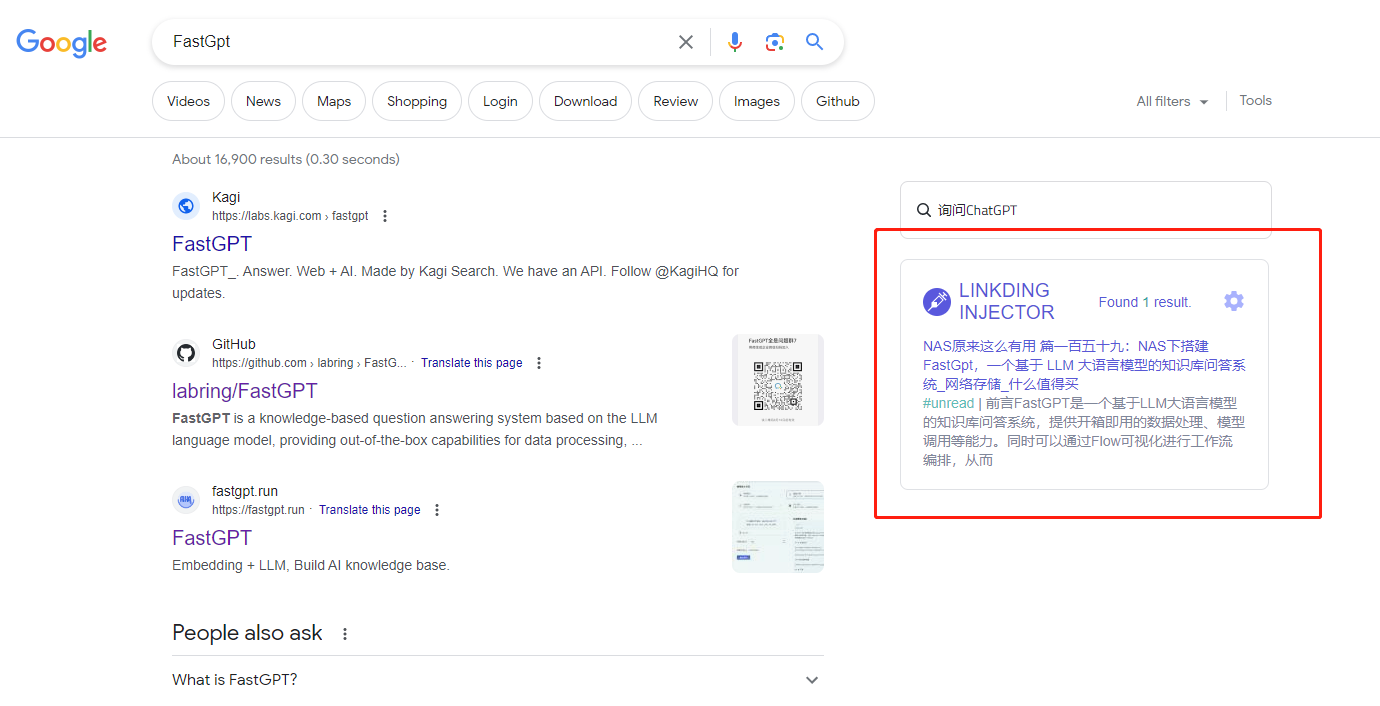 Google
FastGpt
Videos
News
Maps
Shopping
Login
Download
Review
Images
Github
All filters
Tools
About 16,900 results (0.30 seconds)
Kagi
https://labs.kagi.com › fastgpt
FastGPT
FastGPT_. Answer. Web + AI. Made by Kagi Search. We have an API. Follow @KagiHQ for
updates.
GitHub
https://github.com › labring › FastG... · Translate this page
labring/FastGPT
FastGPT is a knowledge-based question answering system based on the LLM
language model, providing out-of-the-box capabilities for data processing, ...
fastgpt.run
https://fastgpt.run · Translate this page
FastGPT
Embedding + LLM, Build AI knowledge base.
People also ask
What is FastGPT?
询问ChatGPT
LINKDING
INJECTOR
Found 1 result.
NAS原来这么有用 篇一百五十九：NAS下搭建
FastGpt，一个基于 LLM 大语言模型的知识库问答系
统_网络存储_什么值得买
#unread | 前言FastGPT是一个基于LLM大语言模型
的知识库问答系统，提供开箱即用的数据处理、模型
调用等能力。同时可以通过Flow可视化进行工作流
编排，从而